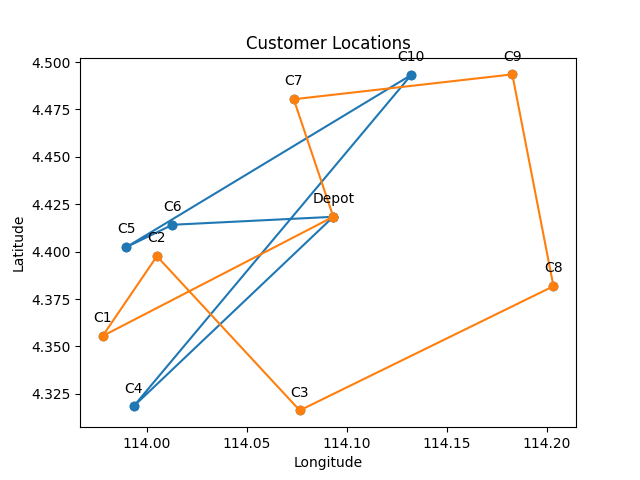 Customer Locations
4.500
4.475
4.450
4.425
4.400
4.375
4.350
4.325
Latitude
C10
C9
C7
Depot
C6
C5
C2
C8
C1
C4
C3
114.00
114.05
114.10
114.15
114.20
Longitude